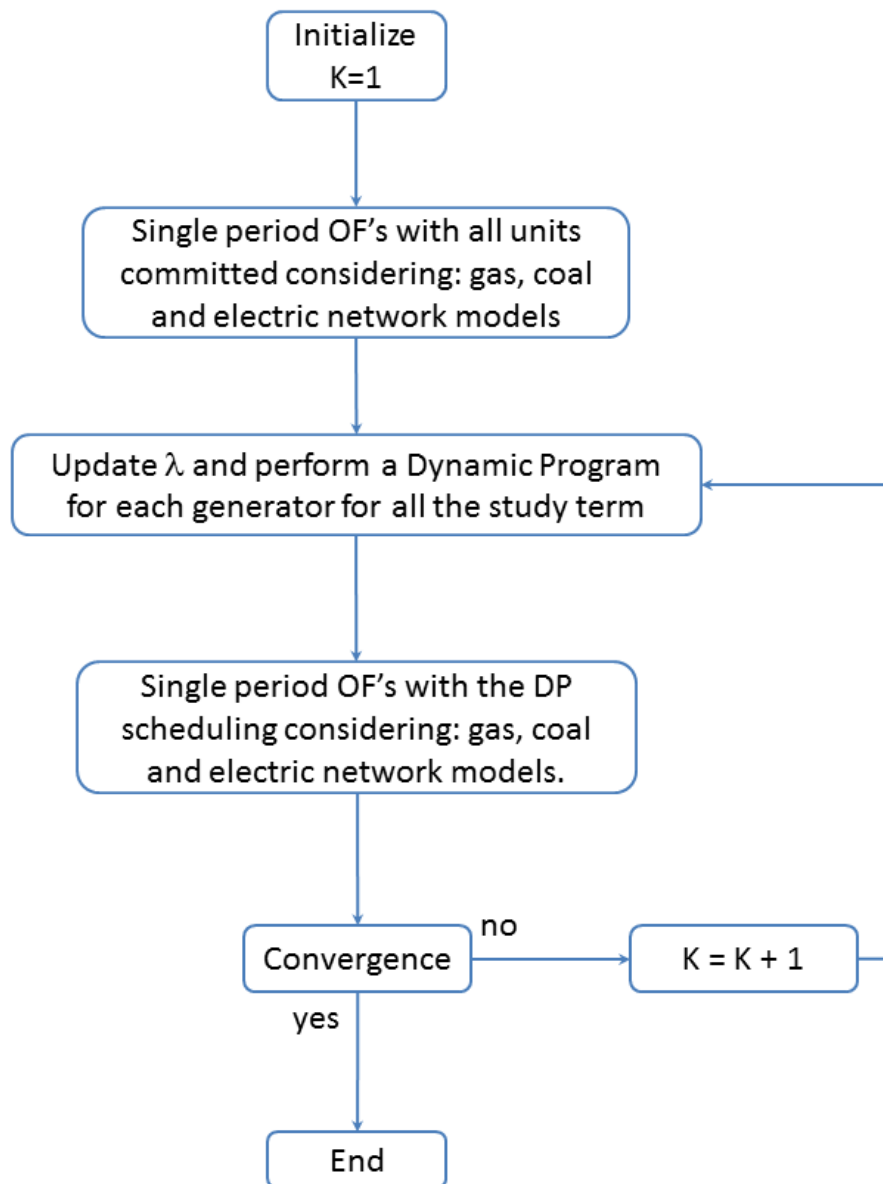 Initialize
K=1
Single period OF's with all units
committed considering: gas, coal
and electric network models
Update λ and perform a Dynamic Program
for each generator for all the study term
Single period OF's with the DP
scheduling considering: gas, coal
and electric network models.
Convergence
no
K = K + 1
yes
End